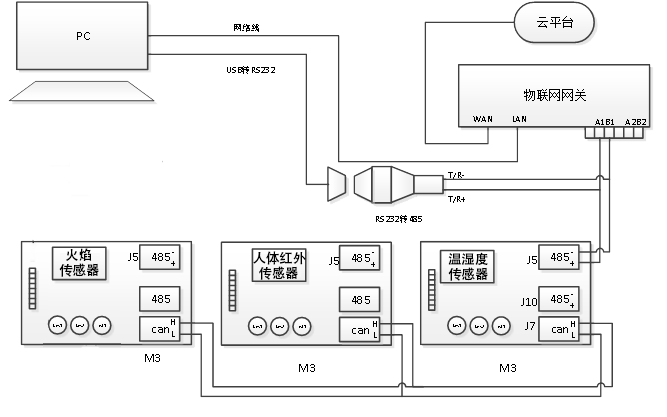 PC
网络线
USB转RS232
云平台
物联网网关
WAN
LAN
A1B1
A2B2
T/R-
T/R+
RS232转485
火焰
传感器
J5
485
-
+
485
can
H
L
M3
人体红外
传感器
J5
485
-
+
485
can
H
L
M3
温湿度
传感器
J5
485
-
+
J10
485
-
+
J7
can
H
L
M3